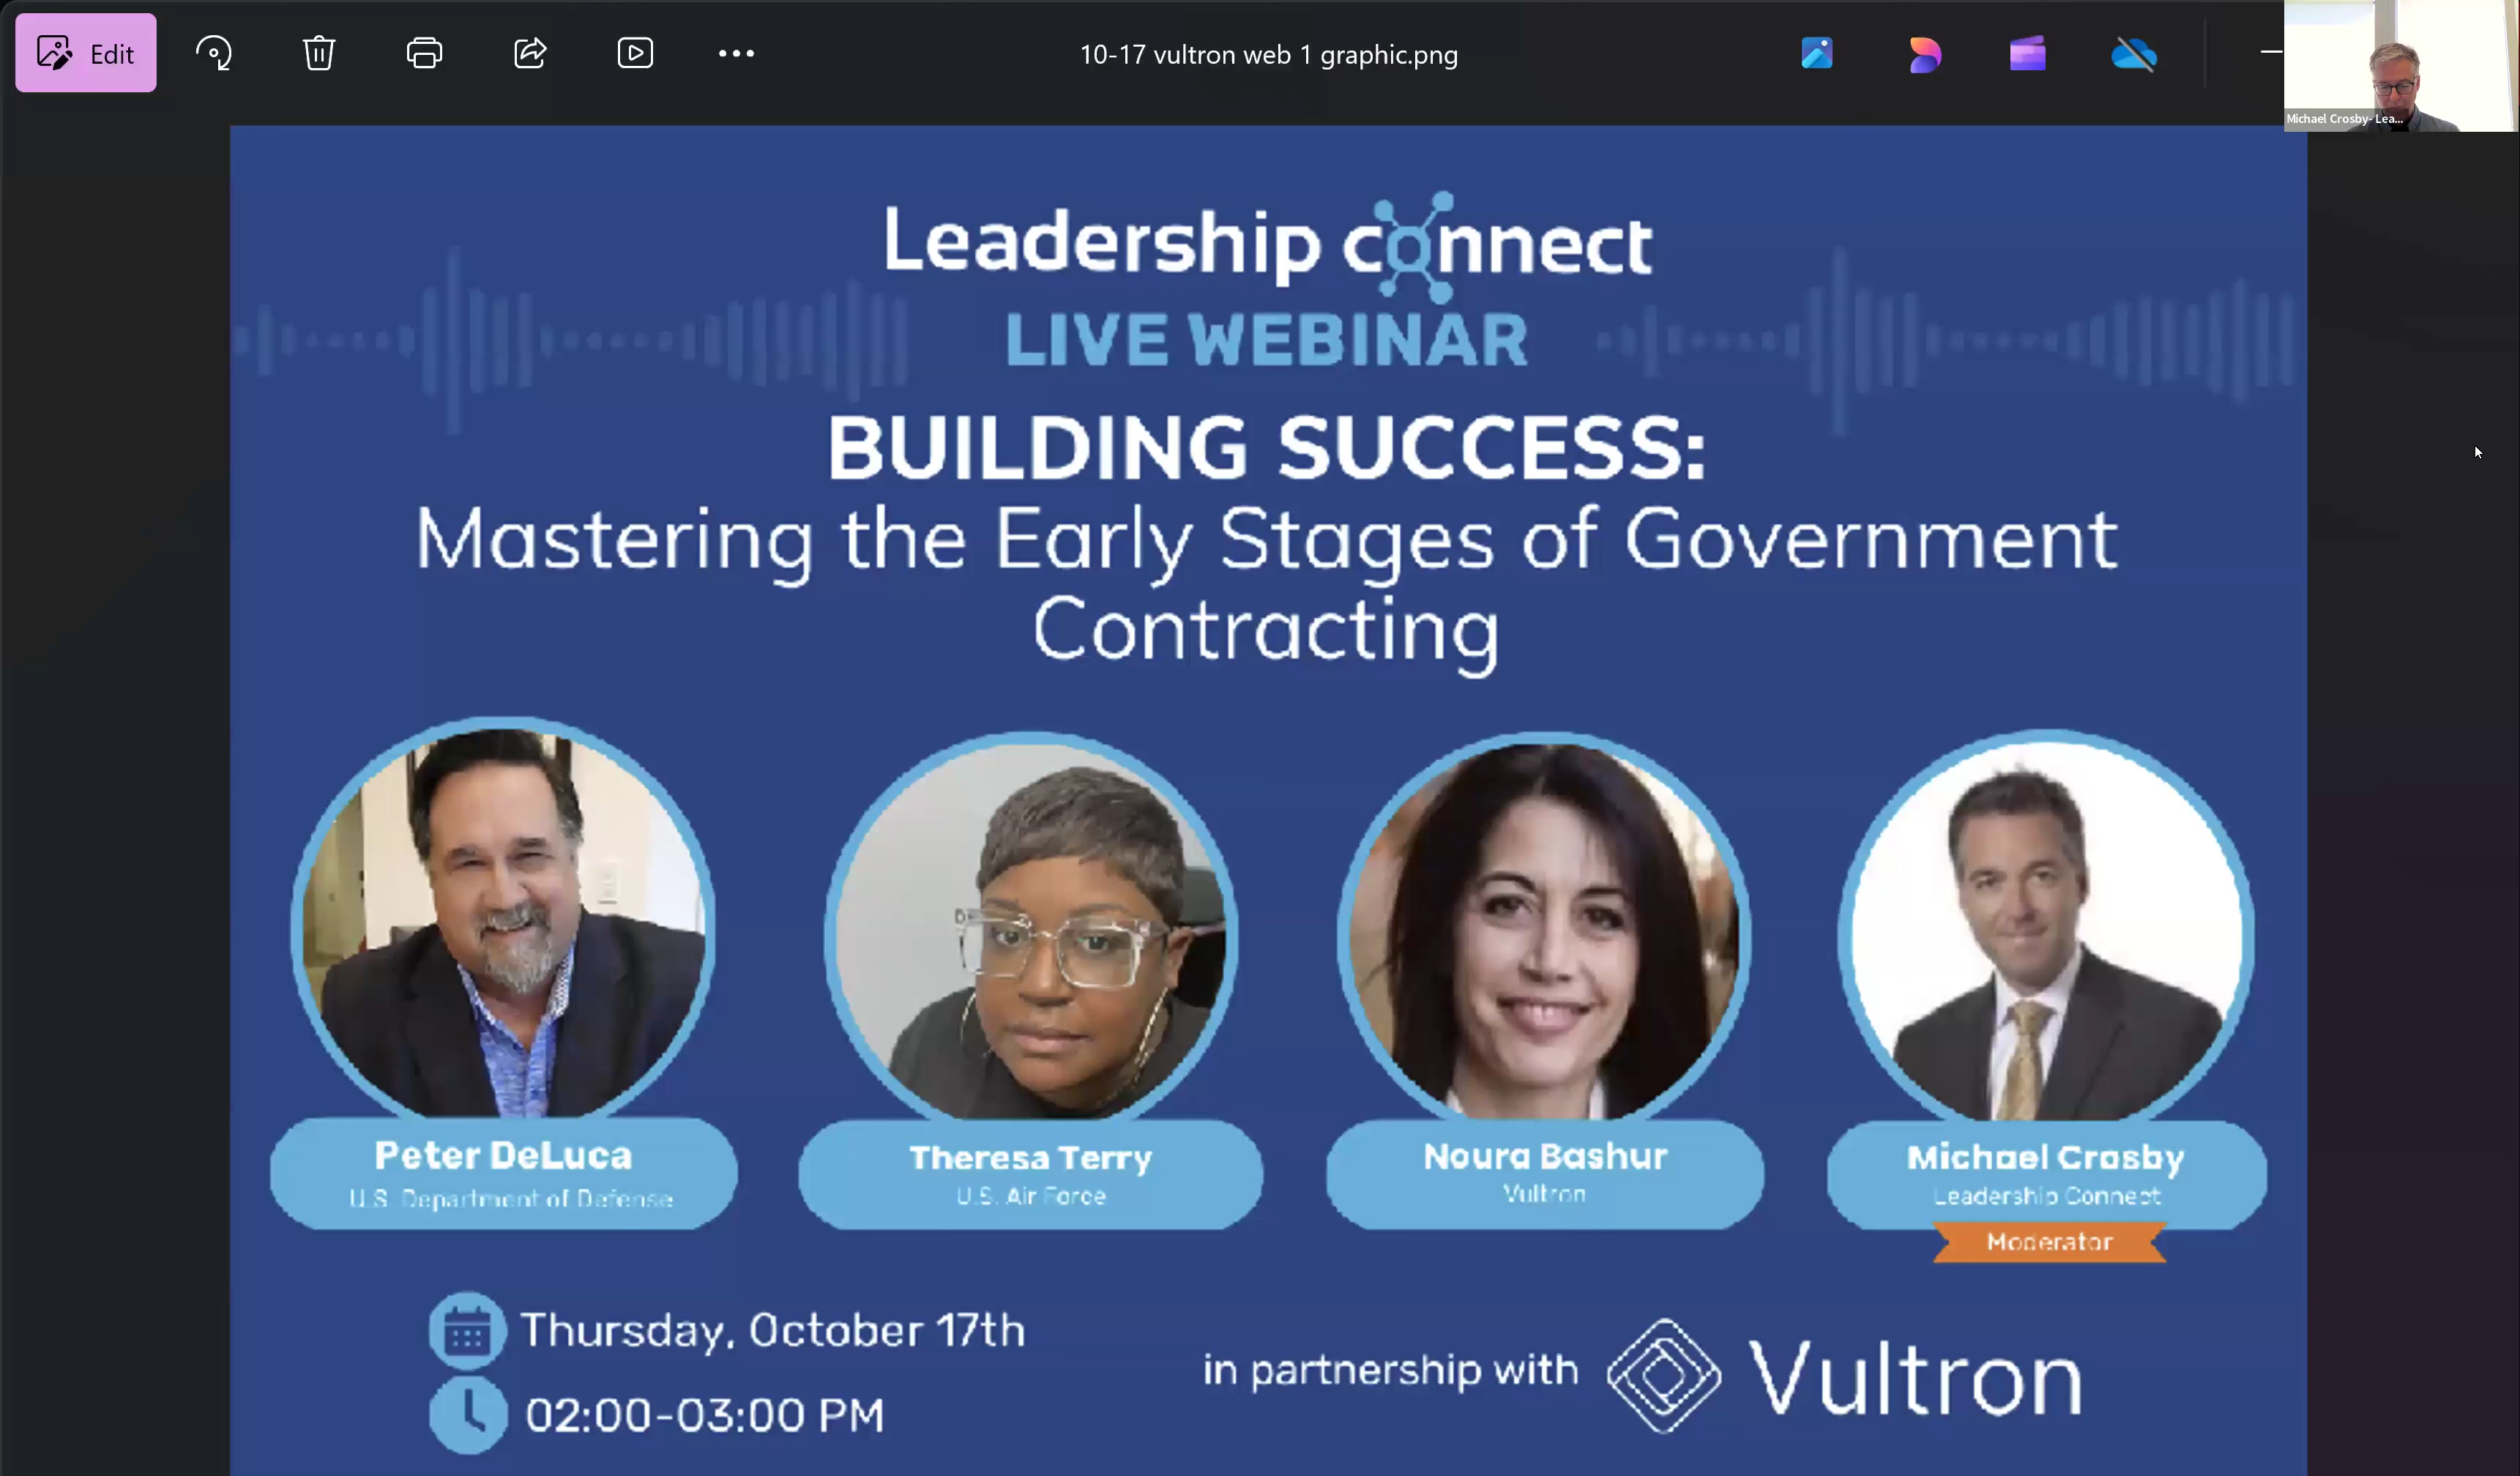 Edit
10-17 vultron web 1 graphic.png
Michael Crosby- Lea...
Leadership connect
LIVE WEBINAR
BUILDING SUCCESS:
Mastering the Early Stages of Government
Contracting
Peter DeLuca
U.S. Department of Defense
Theresa Terry
U.S. Air Force
Noura Bashur
Vultron
Michael Crosby
Leadership Connect
Moderator
Thursday, October 17th
02:00-03:00 PM
in partnership with
Vultron